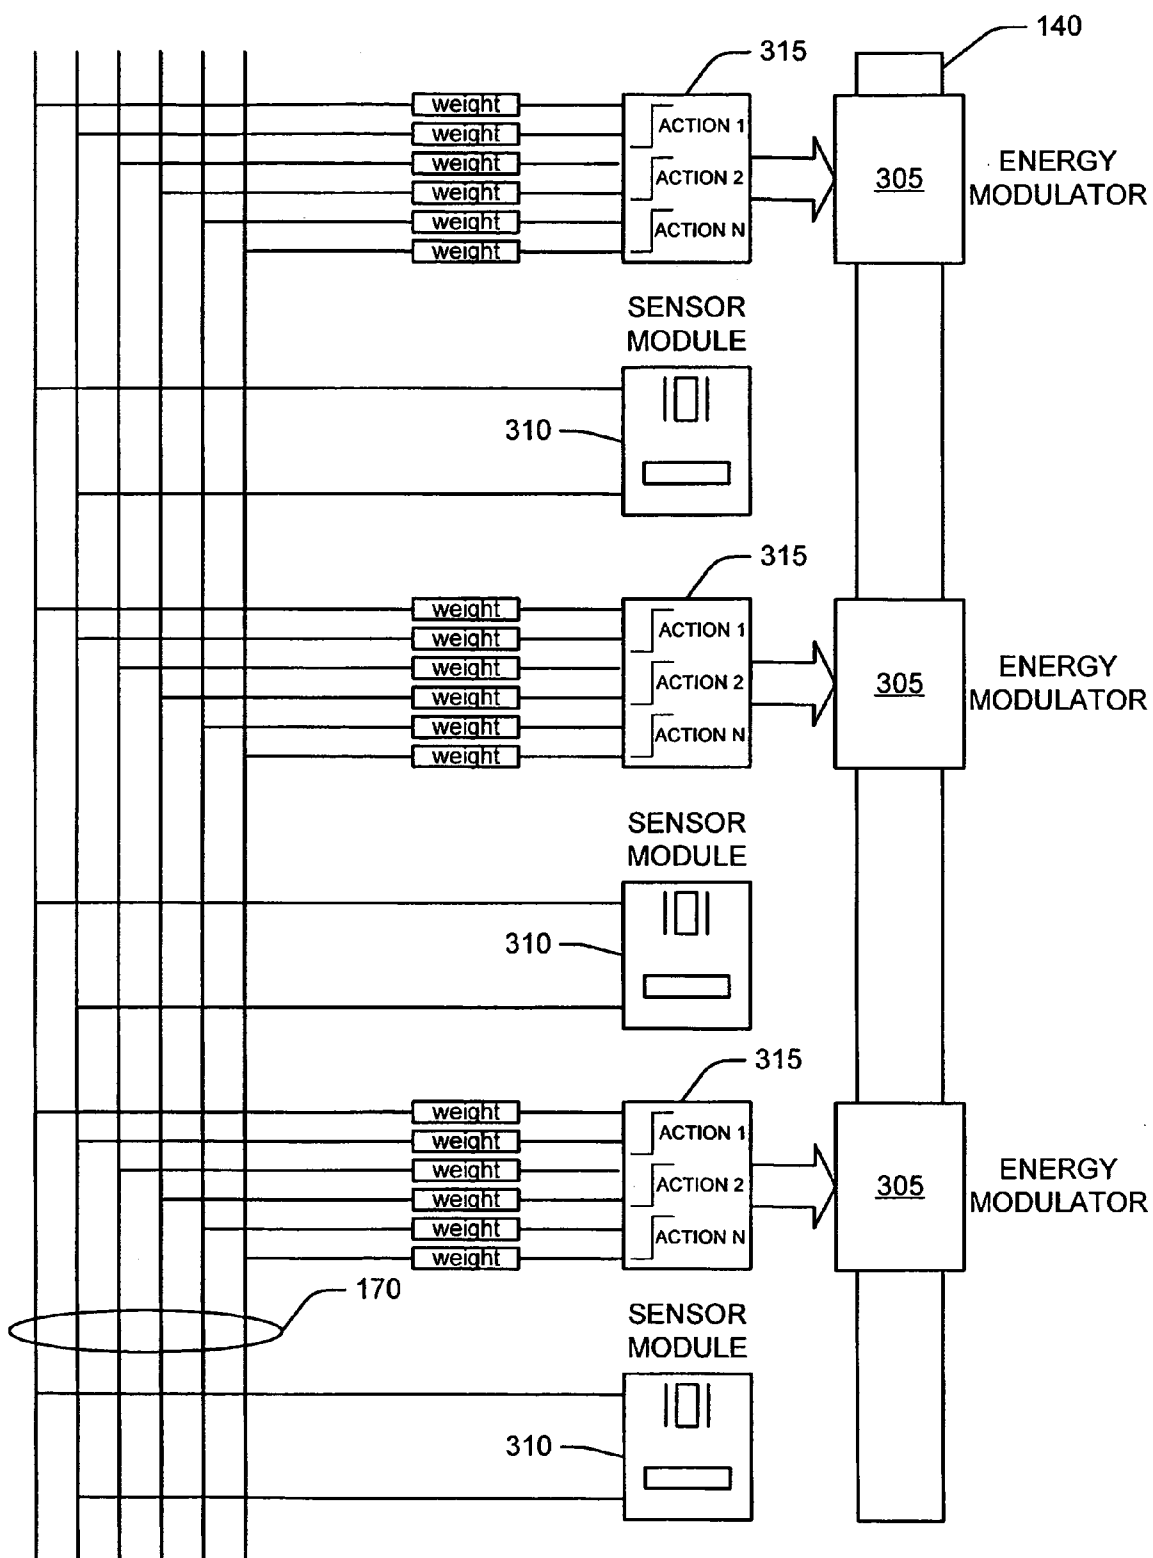 140
315
weight
weight
weight
weight
weight
weight
ACTION 1
ACTION 2
ACTION N
305
ENERGY
MODULATOR
SENSOR
MODULE
310
315
weight
weight
weight
weight
weight
weight
ACTION 1
ACTION 2
ACTION N
305
ENERGY
MODULATOR
SENSOR
MODULE
310
315
weight
weight
weight
weight
weight
weight
ACTION 1
ACTION 2
ACTION N
305
ENERGY
MODULATOR
170
SENSOR
MODULE
310